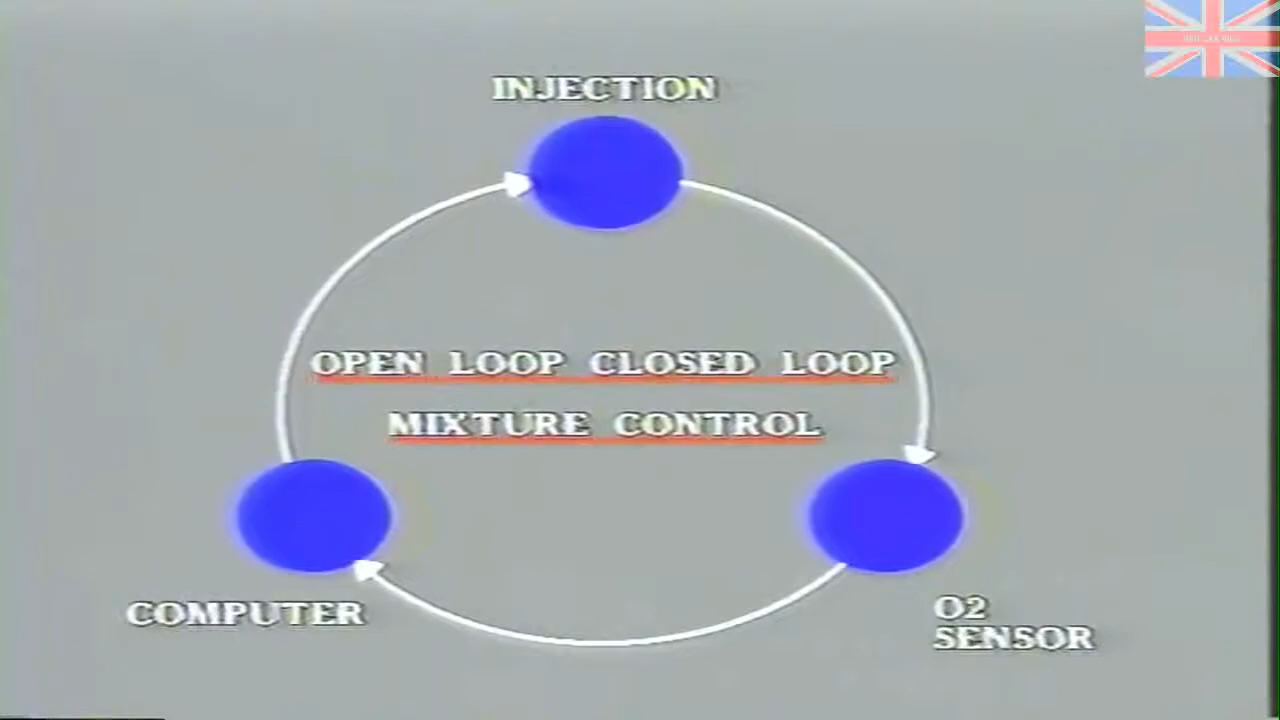 INJECTION
OPEN LOOP CLOSED LOOP
MIXTURE CONTROL
COMPUTER
O2
SENSOR